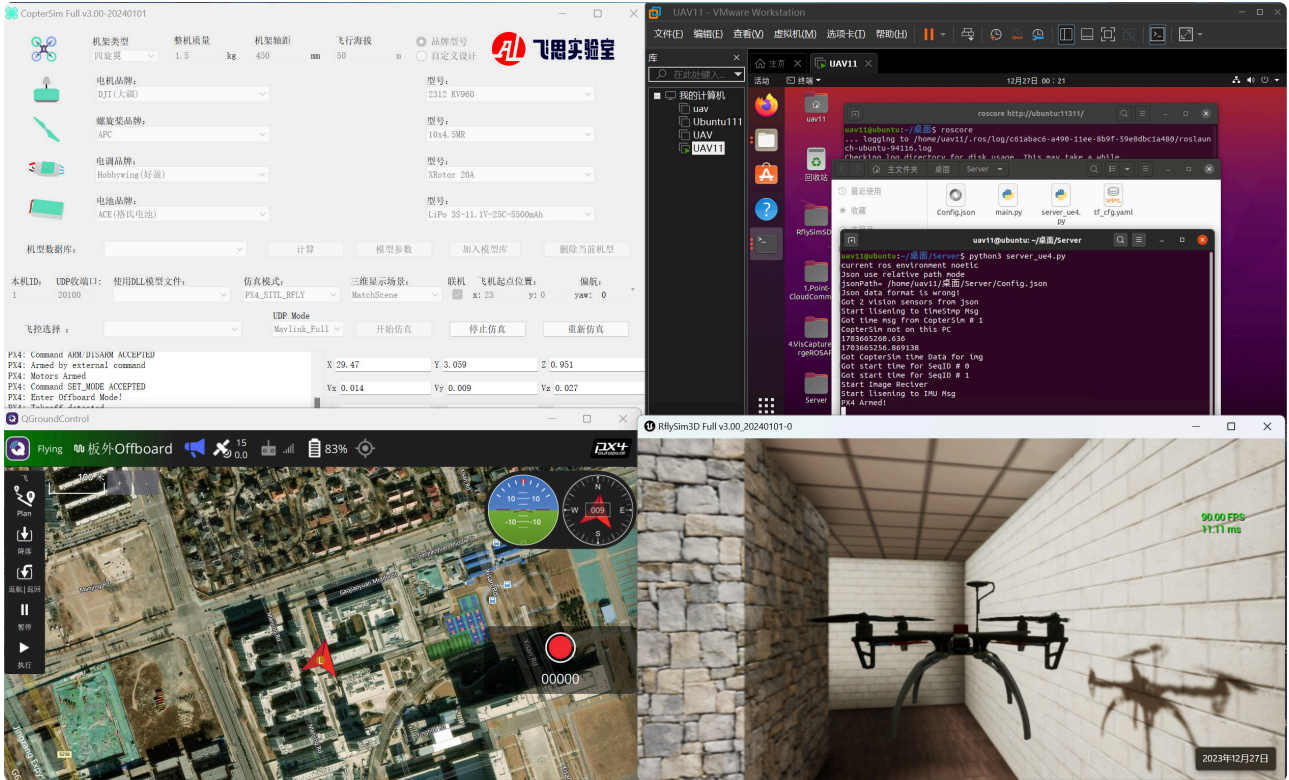 CopterSim Full v3.00-20240101
机架类型 整机质量 机架轴距 飞行海拔 品牌型号
四旋翼 1.5 kg 450 mm 50 m 自定义设计
飞思实验室
电机品牌: 型号:
DJI(大疆) 2312 KV960
螺旋桨品牌: 型号:
APC 10x4.5MR
电调品牌: 型号:
Hobbywing(好盈) XRotor 20A
电池品牌: 型号:
ACE(格氏电池) LiPo 3S-11.1V-25C-5500mAh
机型数据库: 计算 模型参数 加入模型库 删除当前机型
本机ID: UDP收端口: 使用DLL模型文件: 仿真模式: 三维显示场景: 联机 飞机起点位置: 偏航:
1 20100 PX4_SITL_RFLY MatchScene x: 23 y: 0 yaw: 0 °
UDP Mode
飞控选择 : Mavlink_Full 开始仿真 停止仿真 重新仿真
PX4: Command ARM/DISARM ACCEPTED
PX4: Armed by external command
PX4: Motors Armed
PX4: Command SET_MODE ACCEPTED
PX4: Enter Offboard Mode!
PX4: Takeoff detected
X 29.47 Y 3.059 Z 0.951
Vx 0.014 Vy 0.009 Vz 0.027
UAV11 - VMware Workstation
文件(F) 编辑(E) 查看(V) 虚拟机(M) 选项卡(T) 帮助(H)
库
在此处键入...
我的计算机
uav
Ubuntu111
UAV
UAV11
主页 UAV11
活动 终端 12月27日 00:21
uav11
回收站
RflySimSD
1.Point-
CloudComm
4.VisCapture
rgeROSAP
Server
roscore http://ubuntu:11311/
uav11@ubuntu:~/桌面$ roscore
... logging to /home/uav11/.ros/log/c61abac6-a490-11ee-8b9f-59e8dbc1a480/roslaun
ch-ubuntu-94116.log
Checking log directory for disk usage. This may take a while.
主文件夹 桌面 Server
最近使用
收藏
Config.json main.py server_ue4.
py tf_cfg.yaml
uav11@ubuntu: ~/桌面/Server
uav11@ubuntu:~/桌面/Server$ python3 server_ue4.py
current ros environment noetic
Json use relative path mode
jsonPath= /home/uav11/桌面/Server/Config.json
Json data format is wrong!
Got 2 vision sensors from json
Start lisening to timeStmp Msg
Got time msg from CopterSim # 1
CopterSim not on this PC
1703665260.636
1703665256.869138
Got CopterSim time Data for img
Got start time for SeqID # 0
Got start time for SeqID # 1
Start Image Reciver
Start lisening to IMU Msg
PX4 Armed!
QGroundControl
Flying 板外Offboard 15
0.0 83% PX4
autopilot
飞
Plan
降落
返航|返回
暂停
执行
100 米
10 10
-10 -10
N
W 009 E
S
Gaojiaoyuan Middle St
00000
RflySim3D Full v3.00_20240101-0
90.00 FPS
11.11 ms
2023年12月27日